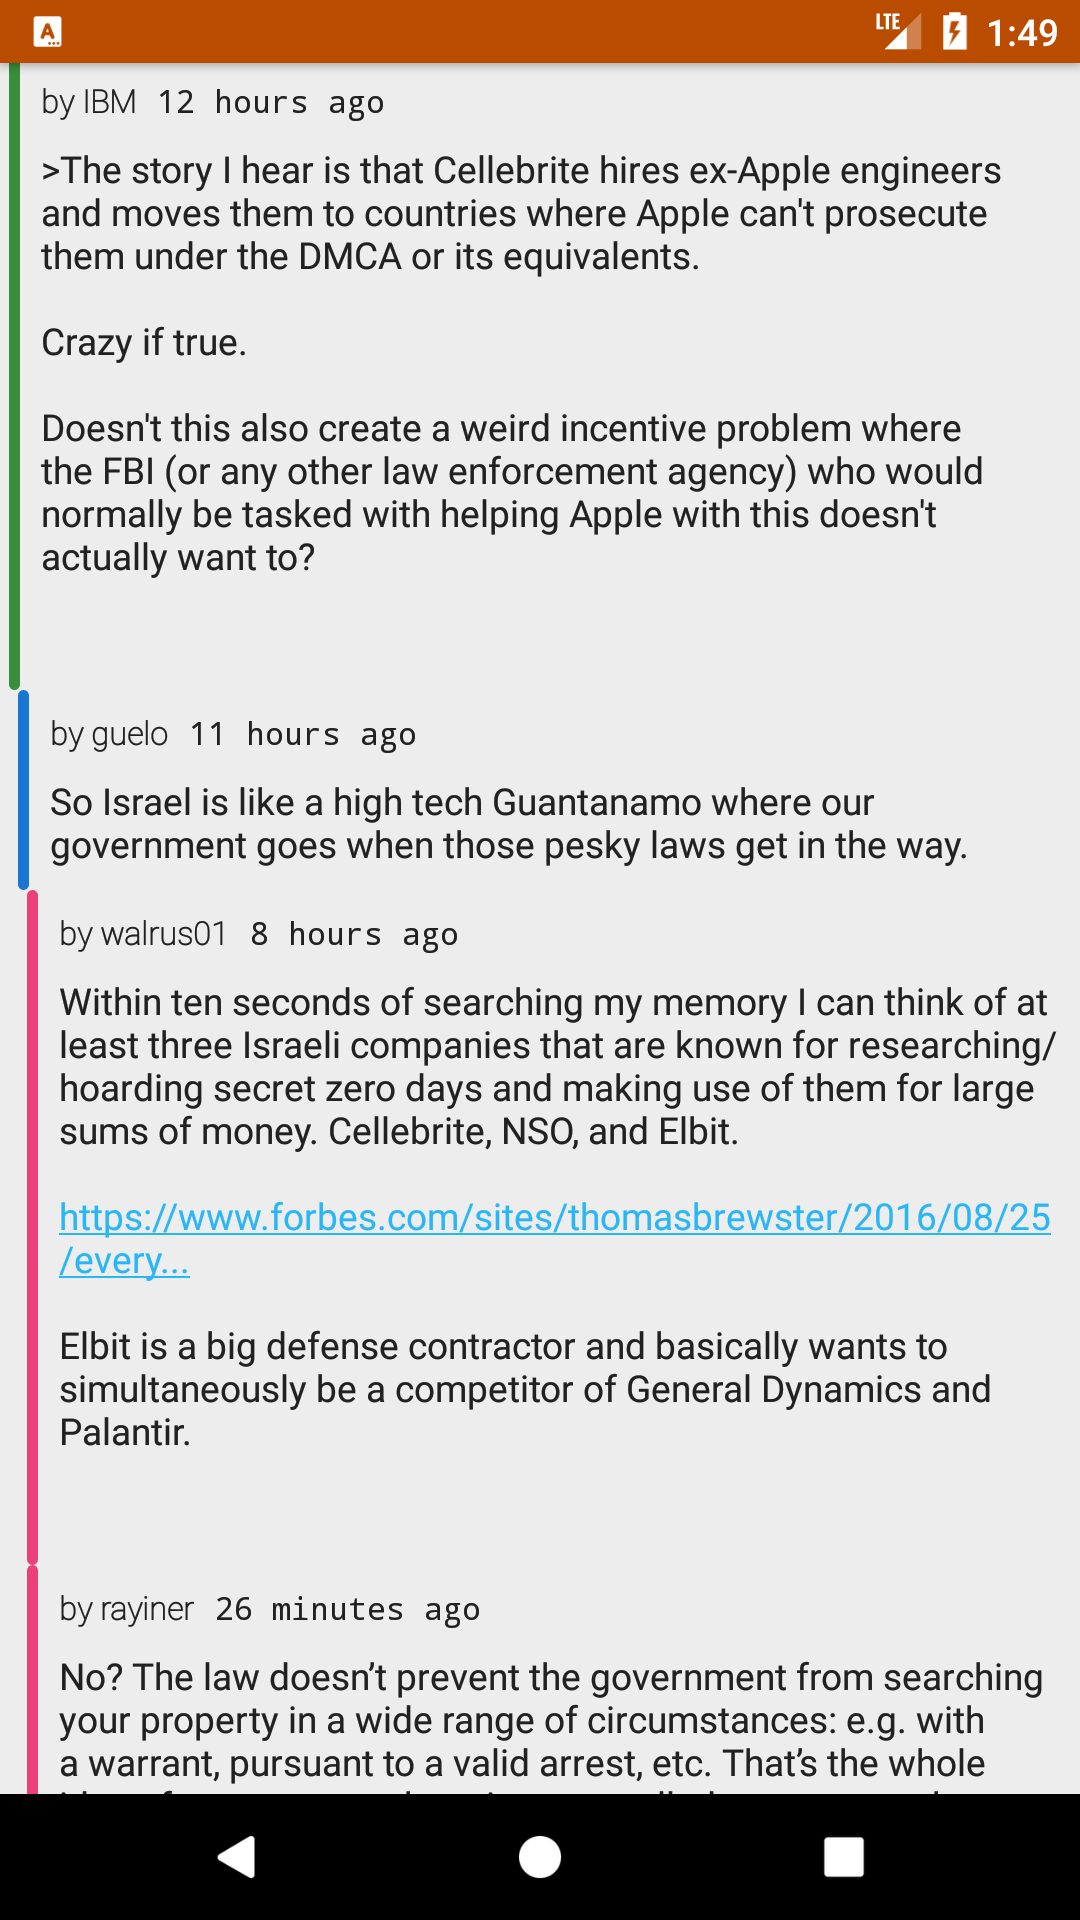 LTE 1:49
by IBM 12 hours ago
>The story I hear is that Cellebrite hires ex-Apple engineers
and moves them to countries where Apple can't prosecute
them under the DMCA or its equivalents.
Crazy if true.
Doesn't this also create a weird incentive problem where
the FBI (or any other law enforcement agency) who would
normally be tasked with helping Apple with this doesn't
actually want to?
by guelo 11 hours ago
So Israel is like a high tech Guantanamo where our
government goes when those pesky laws get in the way.
by walrus01 8 hours ago
Within ten seconds of searching my memory I can think of at
least three Israeli companies that are known for researching/
hoarding secret zero days and making use of them for large
sums of money. Cellebrite, NSO, and Elbit.
https://www.forbes.com/sites/thomasbrewster/2016/08/25
/every...
Elbit is a big defense contractor and basically wants to
simultaneously be a competitor of General Dynamics and
Palantir.
by rayiner 26 minutes ago
No? The law doesn’t prevent the government from searching
your property in a wide range of circumstances: e.g. with
a warrant, pursuant to a valid arrest, etc. That’s the whole